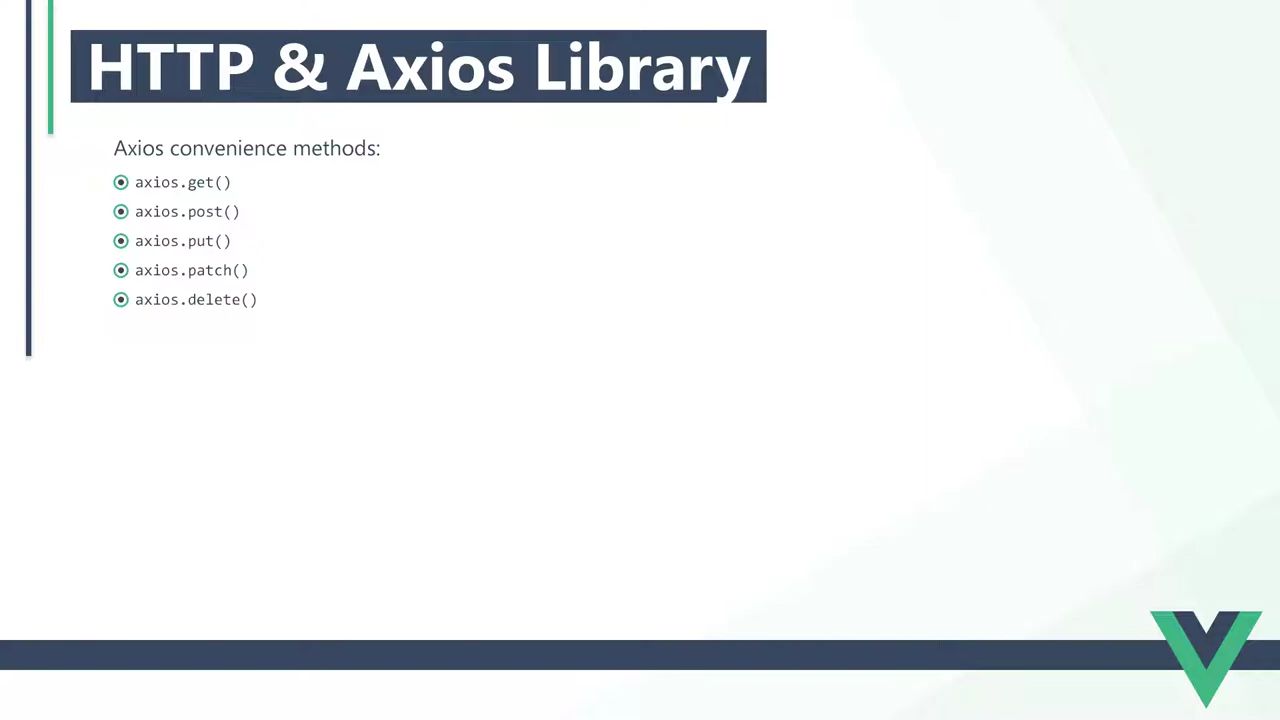 HTTP & Axios Library
Axios convenience methods:
axios.get()
axios.post()
axios.put()
axios.patch()
axios.delete()